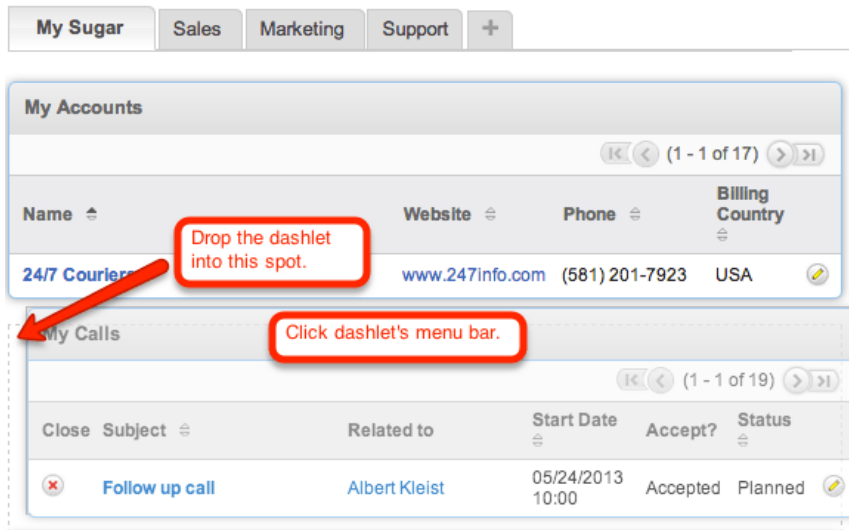 My Sugar Sales Marketing Support +
My Accounts
(1 - 1 of 17)
Name Website Phone Billing Country
Drop the dashlet
into this spot.
24/7 Couriers www.247info.com (581) 201-7923 USA
My Calls
Click dashlet's menu bar.
(1 - 1 of 19)
Close Subject Related to Start Date Accept? Status
Follow up call Albert Kleist 05/24/2013 10:00 Accepted Planned